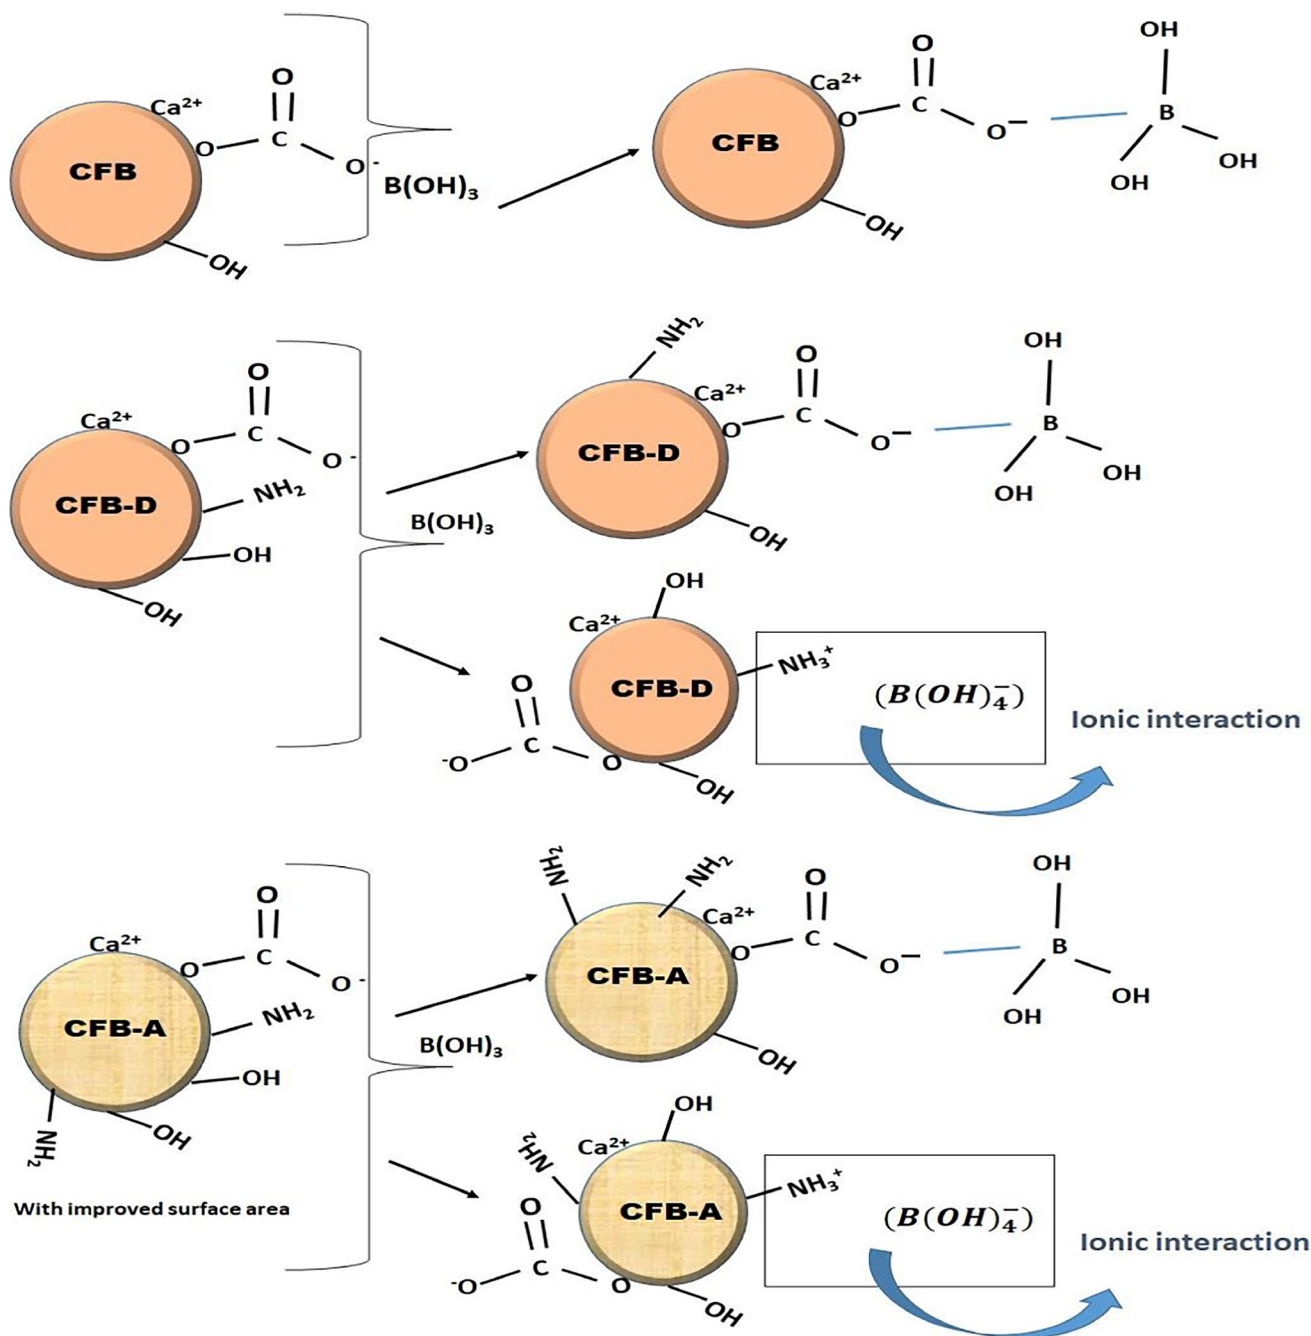 O
Ca²⁺
O
C
O⁻
CFB
OH
B(OH)₃
O
Ca²⁺
O
C
O⁻
CFB
OH
OH
B
OH
OH
O
Ca²⁺
O
C
O⁻
CFB-D
NH₂
OH
OH
B(OH)₃
NH₂
O
Ca²⁺
O
C
O⁻
CFB-D
OH
OH
B
OH
OH
OH
Ca²⁺
CFB-D
NH₃⁺
O
C
⁻O
O
OH
(B(OH)₄⁻)
Ionic interaction
O
Ca²⁺
O
C
O⁻
CFB-A
NH₂
OH
OH
NH₂
With improved surface area
B(OH)₃
NH₂
NH₂
O
Ca²⁺
O
C
O⁻
CFB-A
OH
OH
B
OH
OH
OH
NH₂
Ca²⁺
CFB-A
NH₃⁺
O
C
⁻O
O
OH
(B(OH)₄⁻)
Ionic interaction